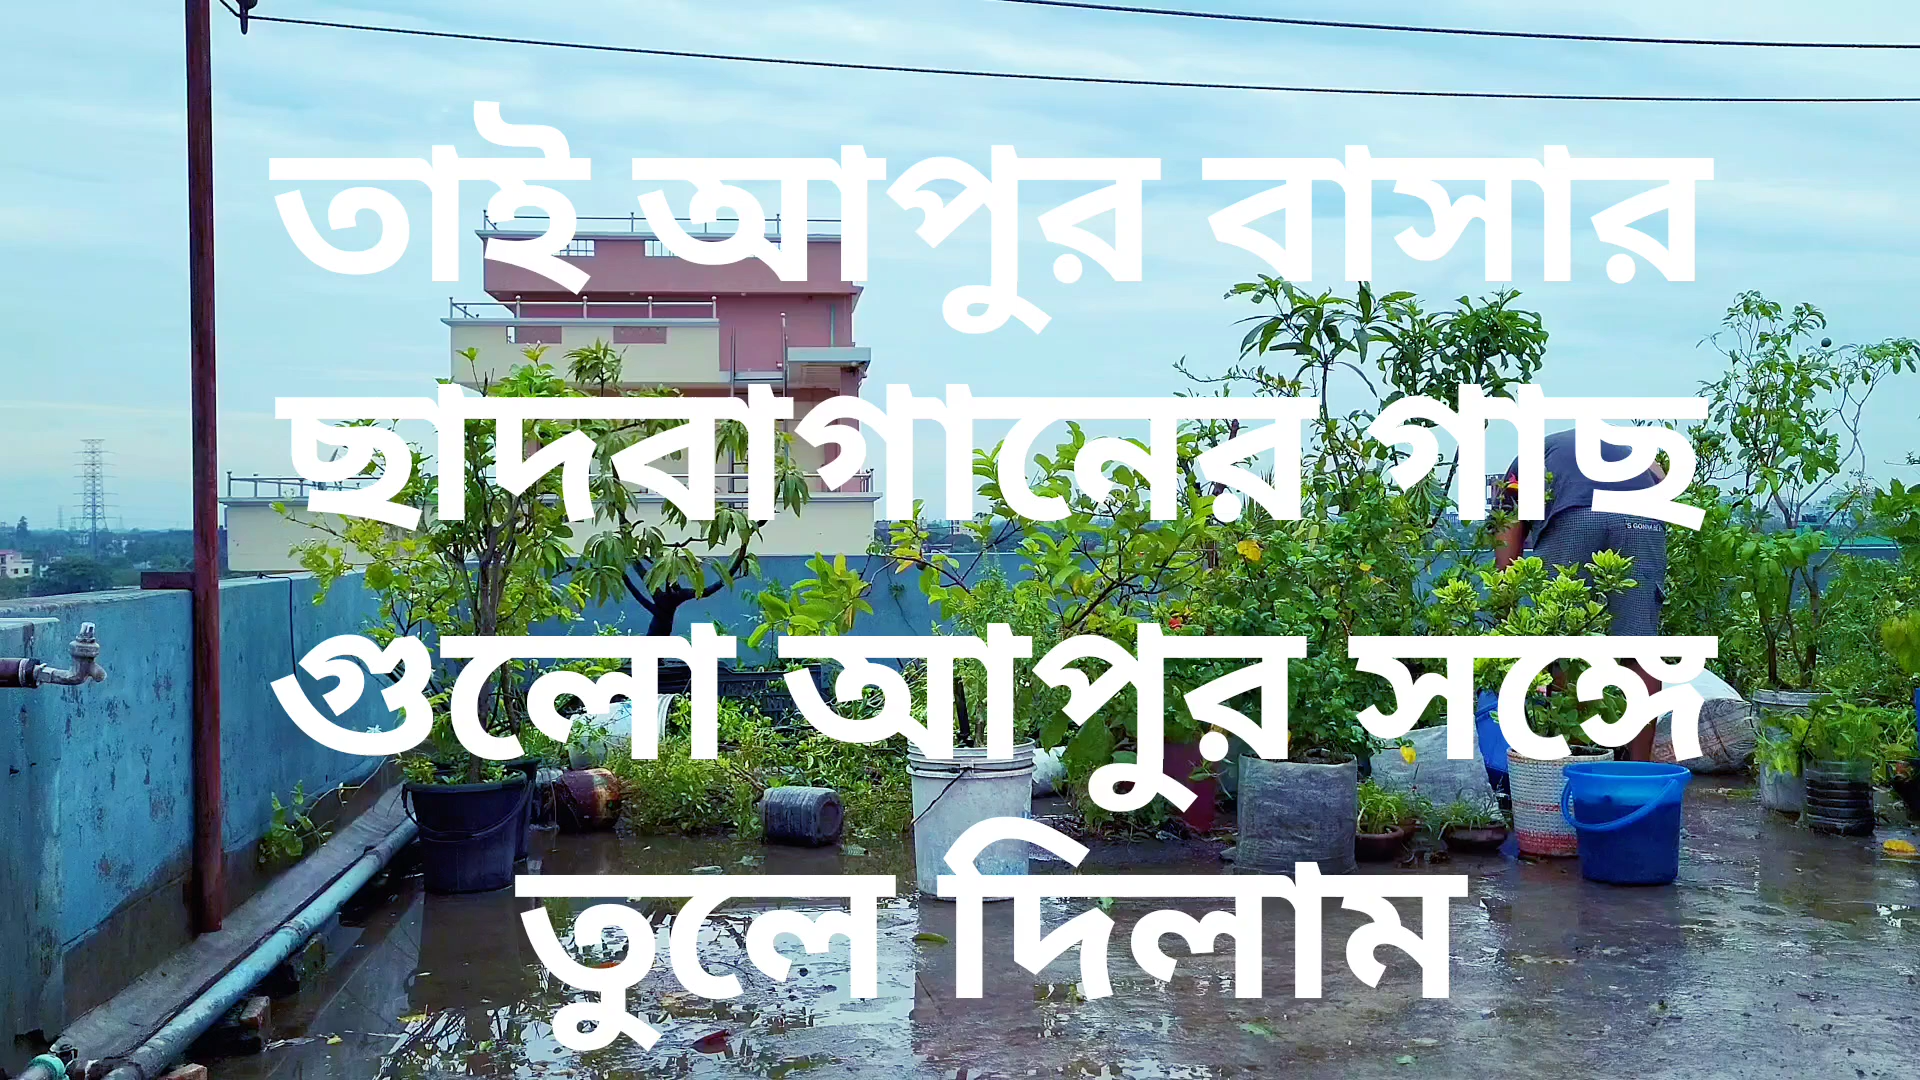 তাই আপুর বাসার
ছাদবাগানের গাছ
গুলো আপুর সঙ্গে
তুলে দিলাম